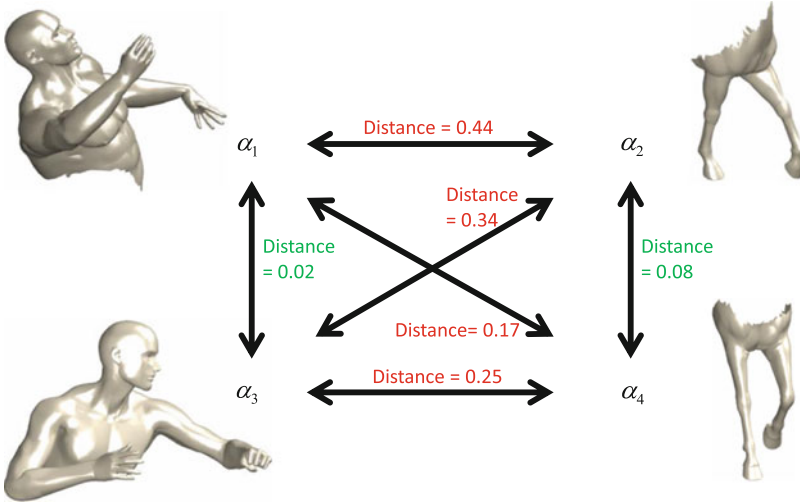 Distance = 0.44
α₁
α₂
Distance
= 0.34
Distance
= 0.02
Distance
= 0.08
Distance= 0.17
Distance = 0.25
α₃
α₄